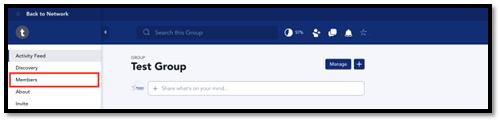 Back to Network
t
Search this Group
57%
Activity Feed
Discovery
Members
About
Invite
GROUP
Test Group
Manage
+
+ Share what's on your mind...